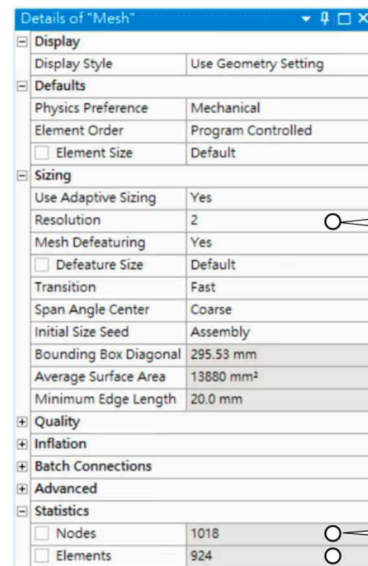 Details of "Mesh"
Display
Display Style Use Geometry Setting
Defaults
Physics Preference Mechanical
Element Order Program Controlled
Element Size Default
Sizing
Use Adaptive Sizing Yes
Resolution 2
Mesh Defeaturing Yes
Defeature Size Default
Transition Fast
Span Angle Center Coarse
Initial Size Seed Assembly
Bounding Box Diagonal 295.53 mm
Average Surface Area 13880 mm²
Minimum Edge Length 20.0 mm
Quality
Inflation
Batch Connections
Advanced
Statistics
Nodes 1018
Elements 924